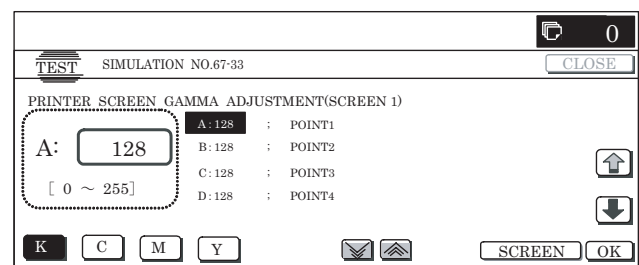 0
TEST SIMULATION NO.67-33 CLOSE
PRINTER SCREEN GAMMA ADJUSTMENT(SCREEN 1)
A: 128
[ 0 ~ 255]
A:128 ; POINT1
B:128 ; POINT2
C:128 ; POINT3
D:128 ; POINT4
K C M Y SCREEN OK